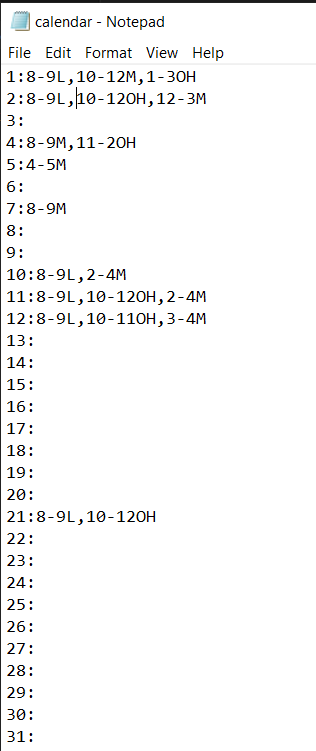 calendar - Notepad
File Edit Format View Help
1:8-9L,10-12M,1-3OH
2:8-9L,10-12OH,12-3M
3:
4:8-9M,11-2OH
5:4-5M
6:
7:8-9M
8:
9:
10:8-9L,2-4M
11:8-9L,10-12OH,2-4M
12:8-9L,10-11OH,3-4M
13:
14:
15:
16:
17:
18:
19:
20:
21:8-9L,10-12OH
22:
23:
24:
25:
26:
27:
28:
29:
30:
31: